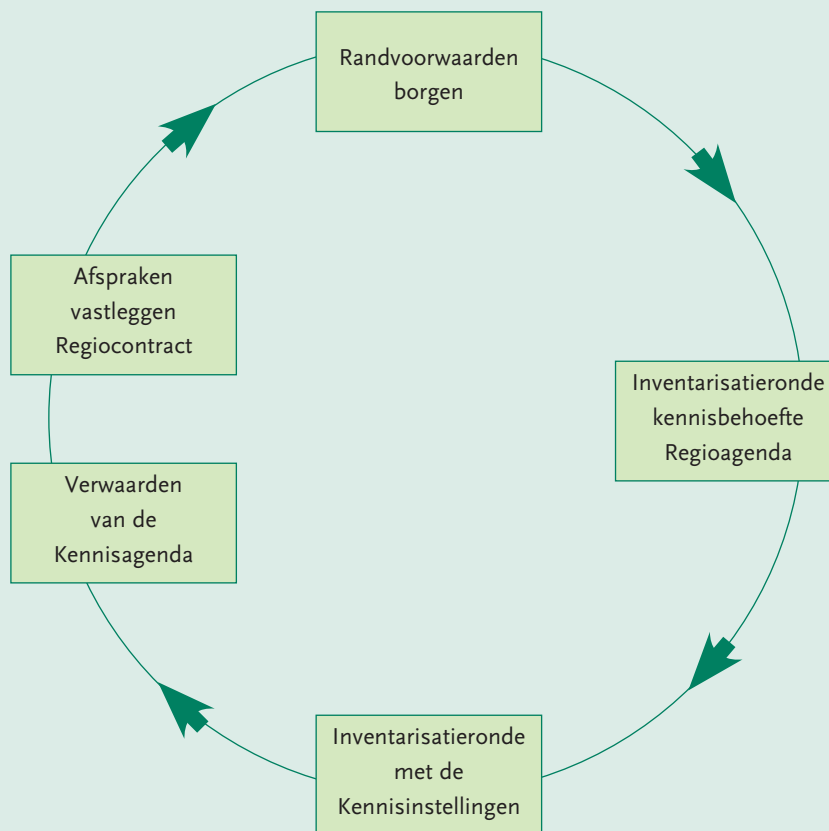 Randvoorwaarden
borgen
Inventarisatieronde
kennisbehoefte
Regioagenda
Inventarisatieronde
met de
Kennisinstellingen
Verwaarden
van de
Kennisagenda
Afspraken
vastleggen
Regiocontract